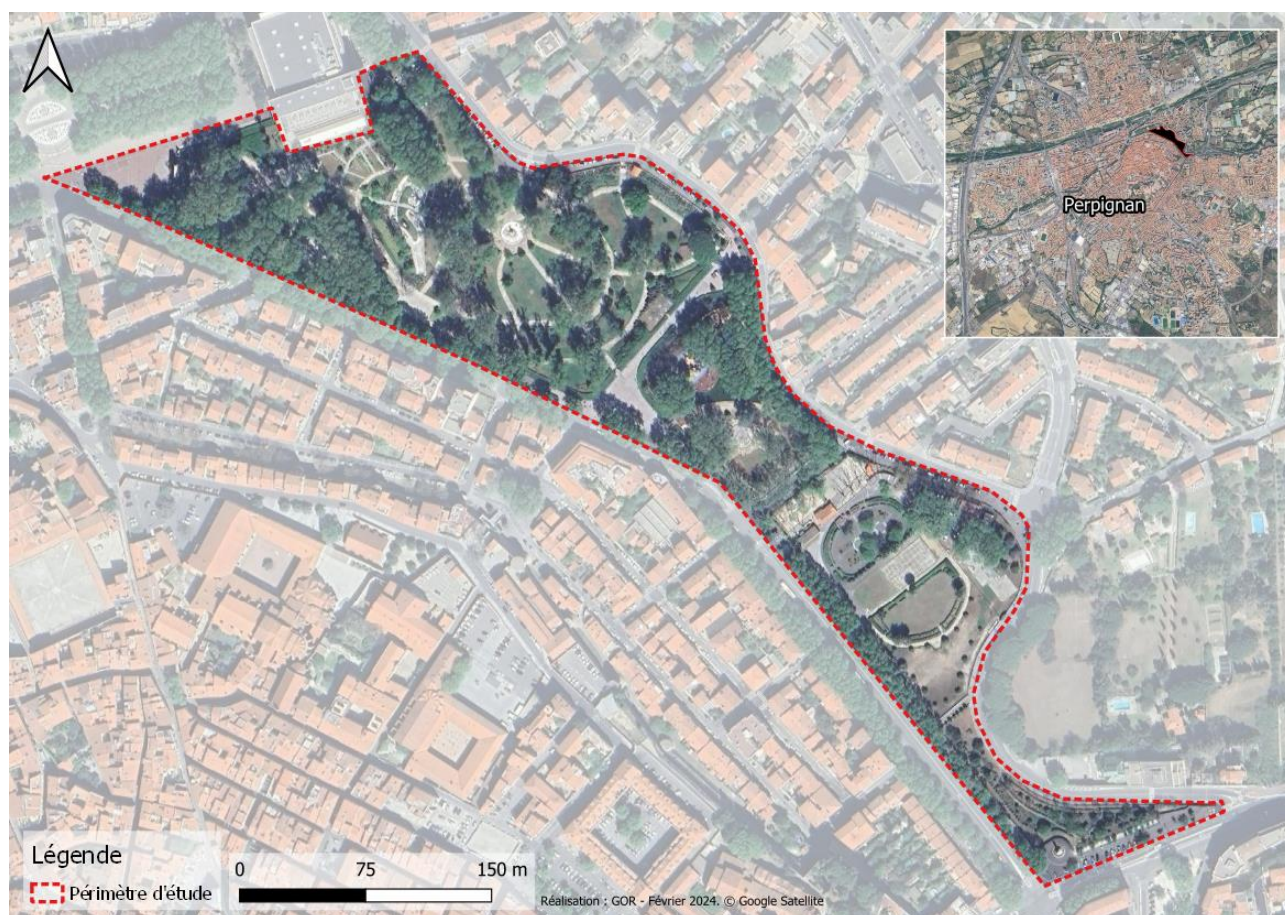 Perpignan
Légende
Périmètre d'étude
0 75 150 m
Réalisation : GOR - Février 2024. © Google Satellite